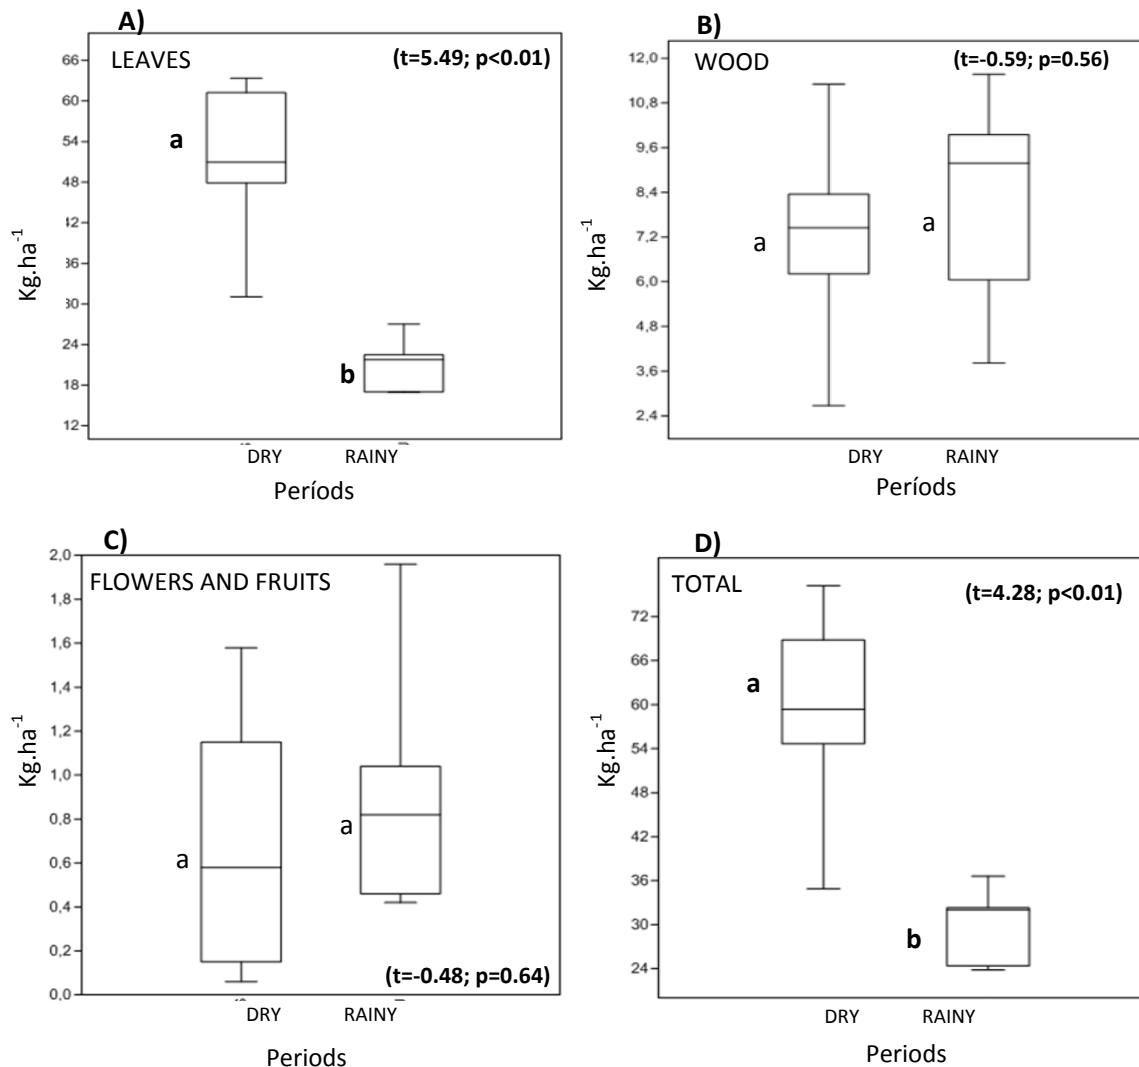 A)
LEAVES
(t=5.49; p<0.01)
66
60
54
48
42
36
30
24
18
12
a
b
Kg.ha⁻¹
DRY RAINY
Períods
B)
WOOD
(t=-0.59; p=0.56)
12,0
10,8
9,6
8,4
7,2
6,0
4,8
3,6
2,4
a
a
Kg.ha⁻¹
DRY RAINY
Períods
C)
FLOWERS AND FRUITS
2,0
1,8
1,6
1,4
1,2
1,0
0,8
0,6
0,4
0,2
0,0
a
a
Kg.ha⁻¹
(t=-0.48; p=0.64)
DRY RAINY
Periods
D)
TOTAL
(t=4.28; p<0.01)
72
66
60
54
48
42
36
30
24
a
b
Kg.ha⁻¹
DRY RAINY
Periods